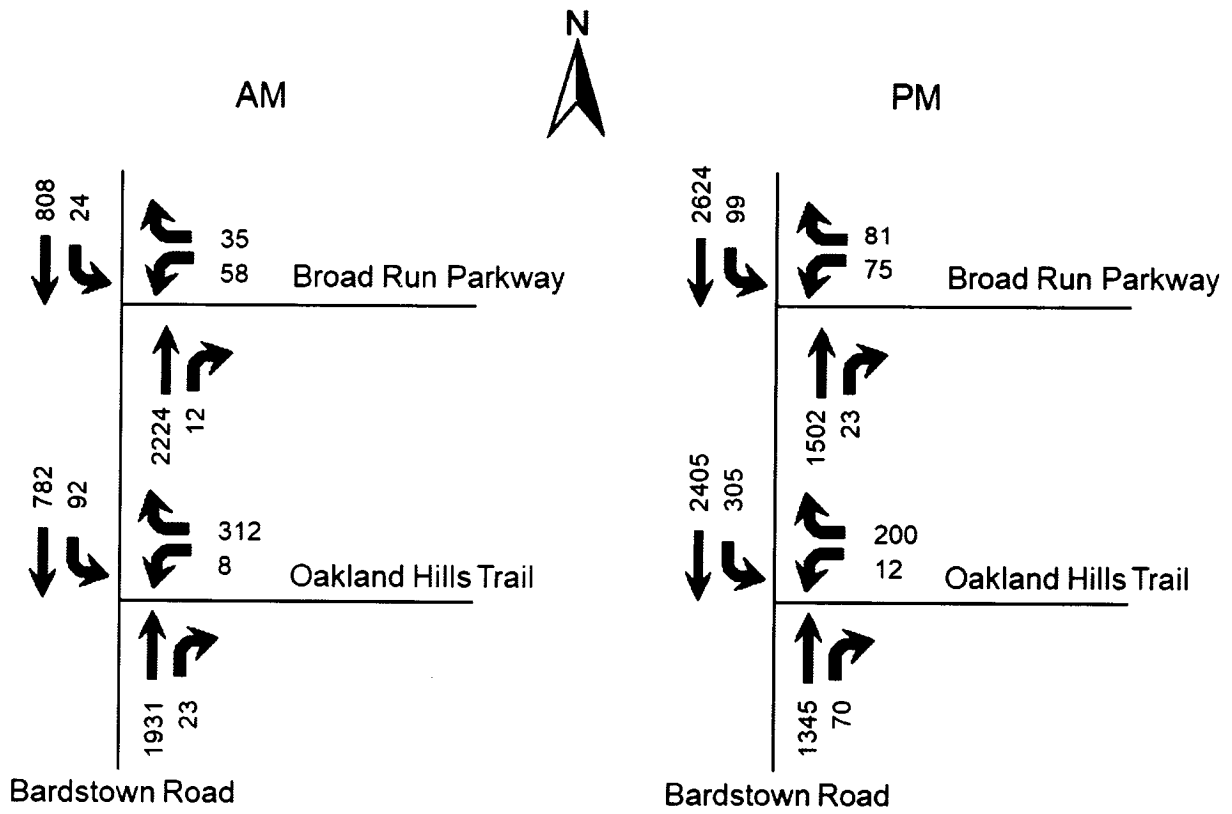 N
AM
808
24
35
58
Broad Run Parkway
2224
12
782
92
312
8
Oakland Hills Trail
1931
23
Bardstown Road
PM
2624
99
81
75
Broad Run Parkway
1502
23
2405
305
200
12
Oakland Hills Trail
1345
70
Bardstown Road